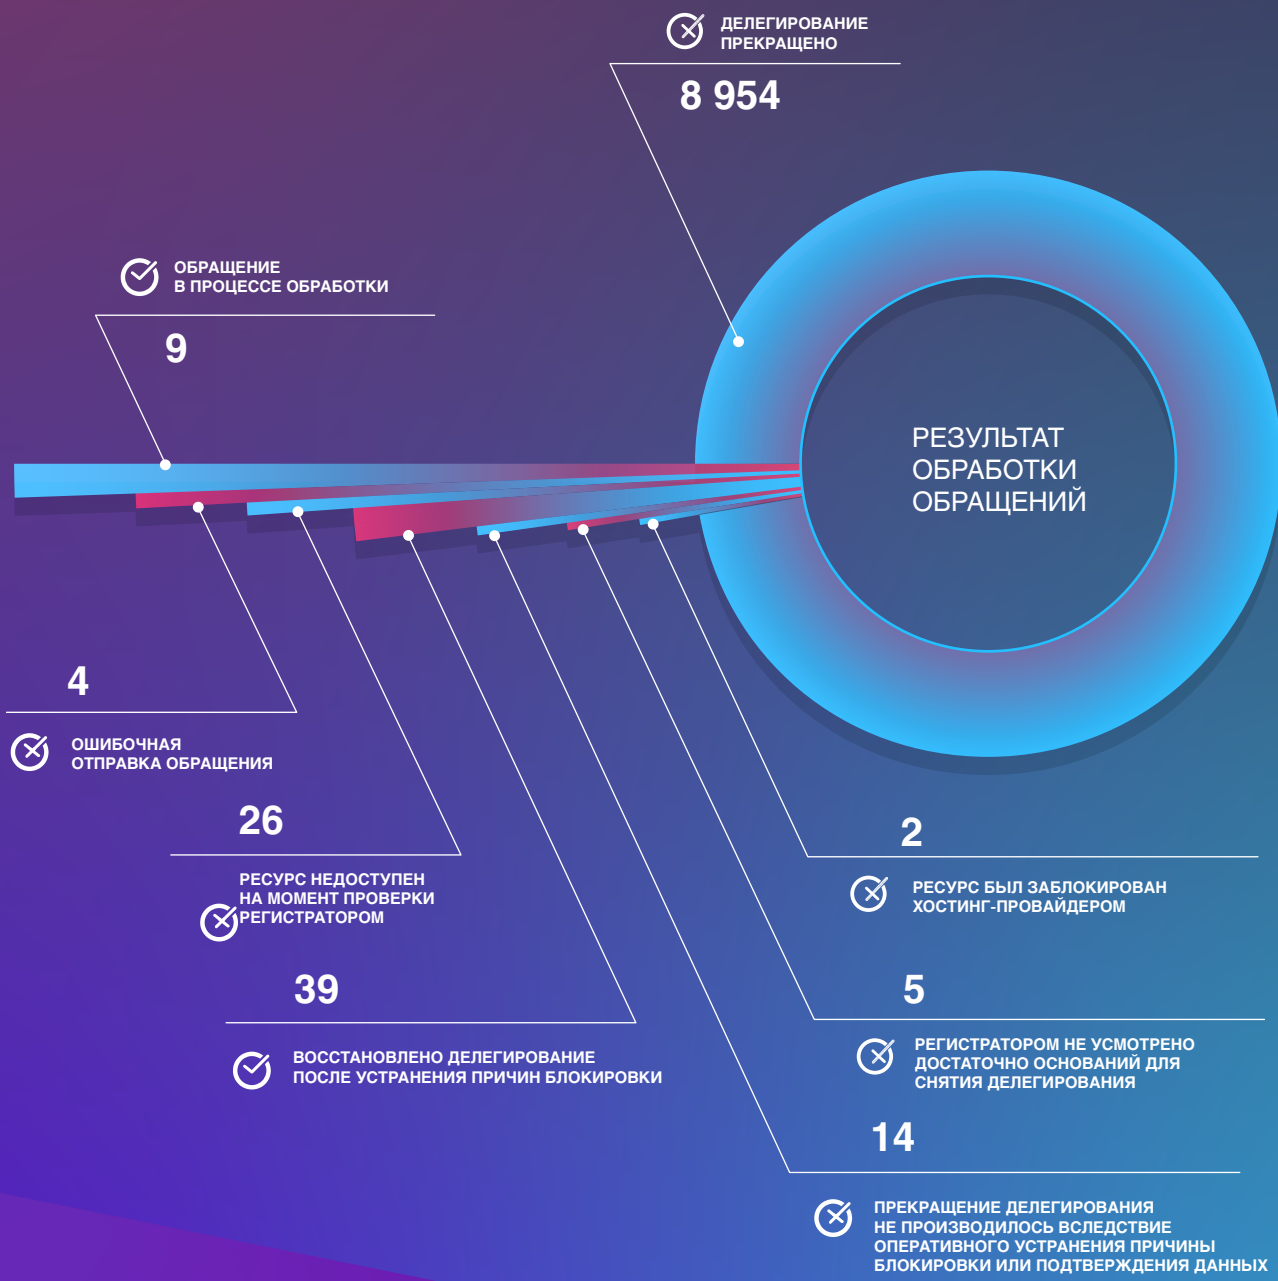 ДЕЛЕГИРОВАНИЕ
ПРЕКРАЩЕНО
8 954
ОБРАЩЕНИЕ
В ПРОЦЕССЕ ОБРАБОТКИ
9
РЕЗУЛЬТАТ
ОБРАБОТКИ
ОБРАЩЕНИЙ
4
ОШИБОЧНАЯ
ОТПРАВКА ОБРАЩЕНИЯ
26
РЕСУРС НЕДОСТУПЕН
НА МОМЕНТ ПРОВЕРКИ
РЕГИСТРАТОРОМ
39
ВОССТАНОВЛЕНО ДЕЛЕГИРОВАНИЕ
ПОСЛЕ УСТРАНЕНИЯ ПРИЧИН БЛОКИРОВКИ
2
РЕСУРС БЫЛ ЗАБЛОКИРОВАН
ХОСТИНГ-ПРОВАЙДЕРОМ
5
РЕГИСТРАТОРОМ НЕ УСМОТРЕНО
ДОСТАТОЧНО ОСНОВАНИЙ ДЛЯ
СНЯТИЯ ДЕЛЕГИРОВАНИЯ
14
ПРЕКРАЩЕНИЕ ДЕЛЕГИРОВАНИЯ
НЕ ПРОИЗВОДИЛОСЬ ВСЛЕДСТВИЕ
ОПЕРАТИВНОГО УСТРАНЕНИЯ ПРИЧИНЫ
БЛОКИРОВКИ ИЛИ ПОДТВЕРЖДЕНИЯ ДАННЫХ